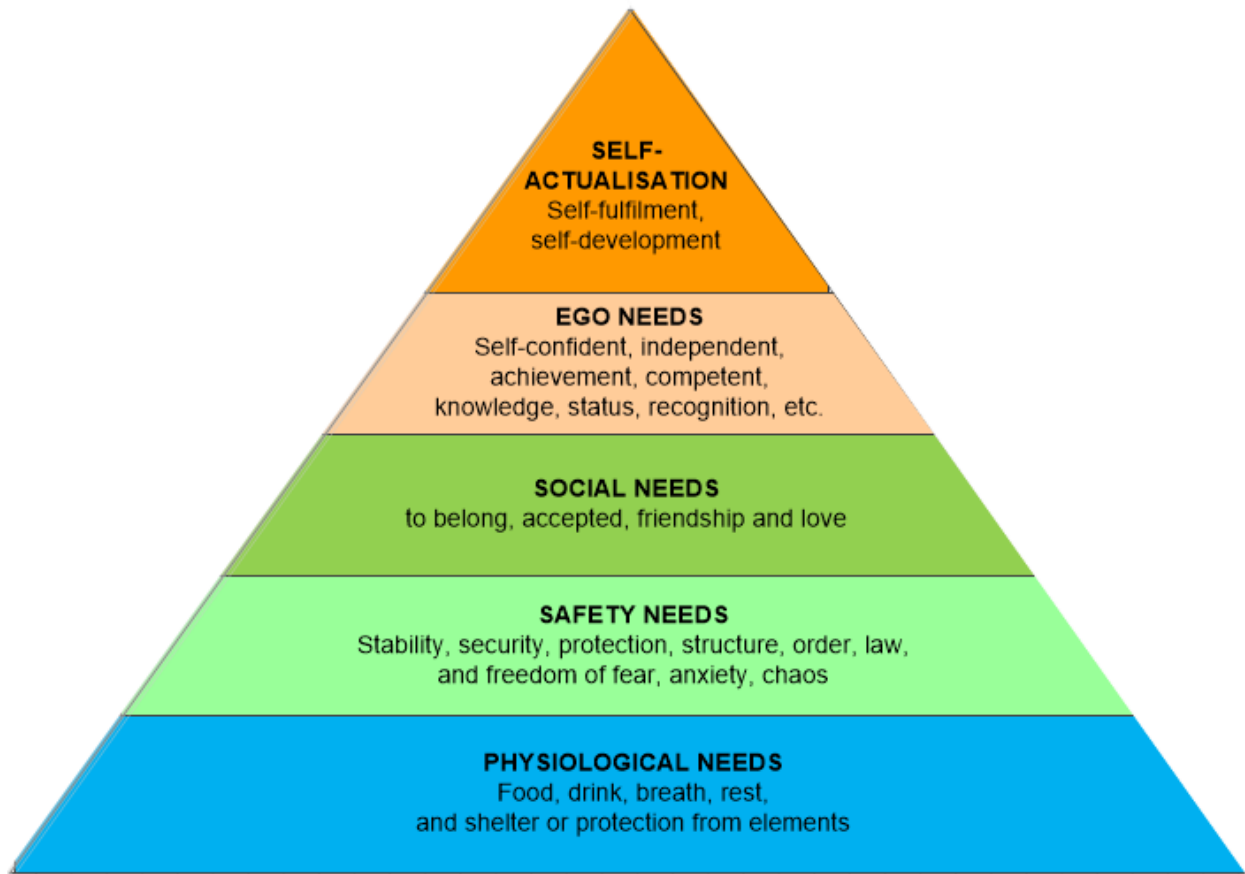 SELF-
ACTUALISATION
Self-fulfilment,
self-development
EGO NEEDS
Self-confident, independent,
achievement, competent,
knowledge, status, recognition, etc.
SOCIAL NEEDS
to belong, accepted, friendship and love
SAFETY NEEDS
Stability, security, protection, structure, order, law,
and freedom of fear, anxiety, chaos
PHYSIOLOGICAL NEEDS
Food, drink, breath, rest,
and shelter or protection from elements